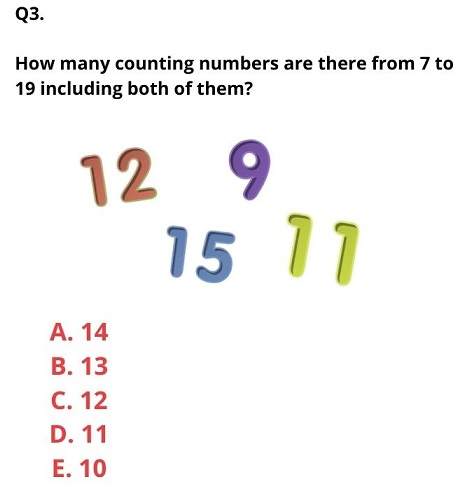 Q3.
How many counting numbers are there from 7 to
19 including both of them?
12 9
15 11
A. 14
B. 13
C. 12
D. 11
E. 10